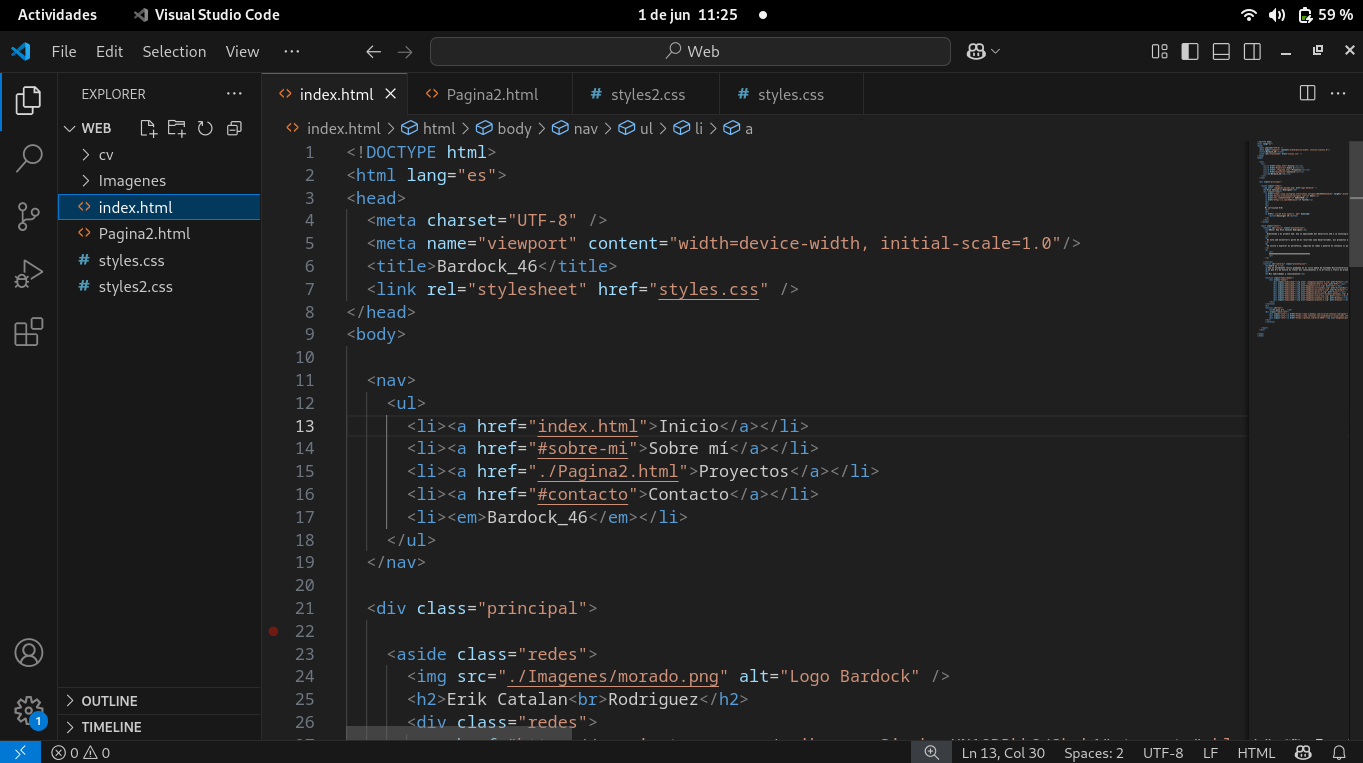 Actividades Visual Studio Code 1 de jun 11:25 59 %
File Edit Selection View ··· Web
EXPLORER ···
index.html Pagina2.html # styles2.css # styles.css ···
WEB
index.html > html > body > nav > ul > li > a
cv
Imagenes
index.html
Pagina2.html
# styles.css
# styles2.css
1 <!DOCTYPE html>
2 <html lang="es">
3 <head>
4 <meta charset="UTF-8" />
5 <meta name="viewport" content="width=device-width, initial-scale=1.0"/>
6 <title>Bardock_46</title>
7 <link rel="stylesheet" href="styles.css" />
8 </head>
9 <body>
10
11 <nav>
12 <ul>
13 <li><a href="index.html">Inicio</a></li>
14 <li><a href="#sobre-mi">Sobre mí</a></li>
15 <li><a href="./Pagina2.html">Proyectos</a></li>
16 <li><a href="#contacto">Contacto</a></li>
17 <li><em>Bardock_46</em></li>
18 </ul>
19 </nav>
20
21 <div class="principal">
22
23 <aside class="redes">
24 <img src="./Imagenes/morado.png" alt="Logo Bardock" />
25 <h2>Erik Catalan<br>Rodriguez</h2>
26 <div class="redes">
OUTLINE
TIMELINE
1
0 0 Ln 13, Col 30 Spaces: 2 UTF-8 LF HTML